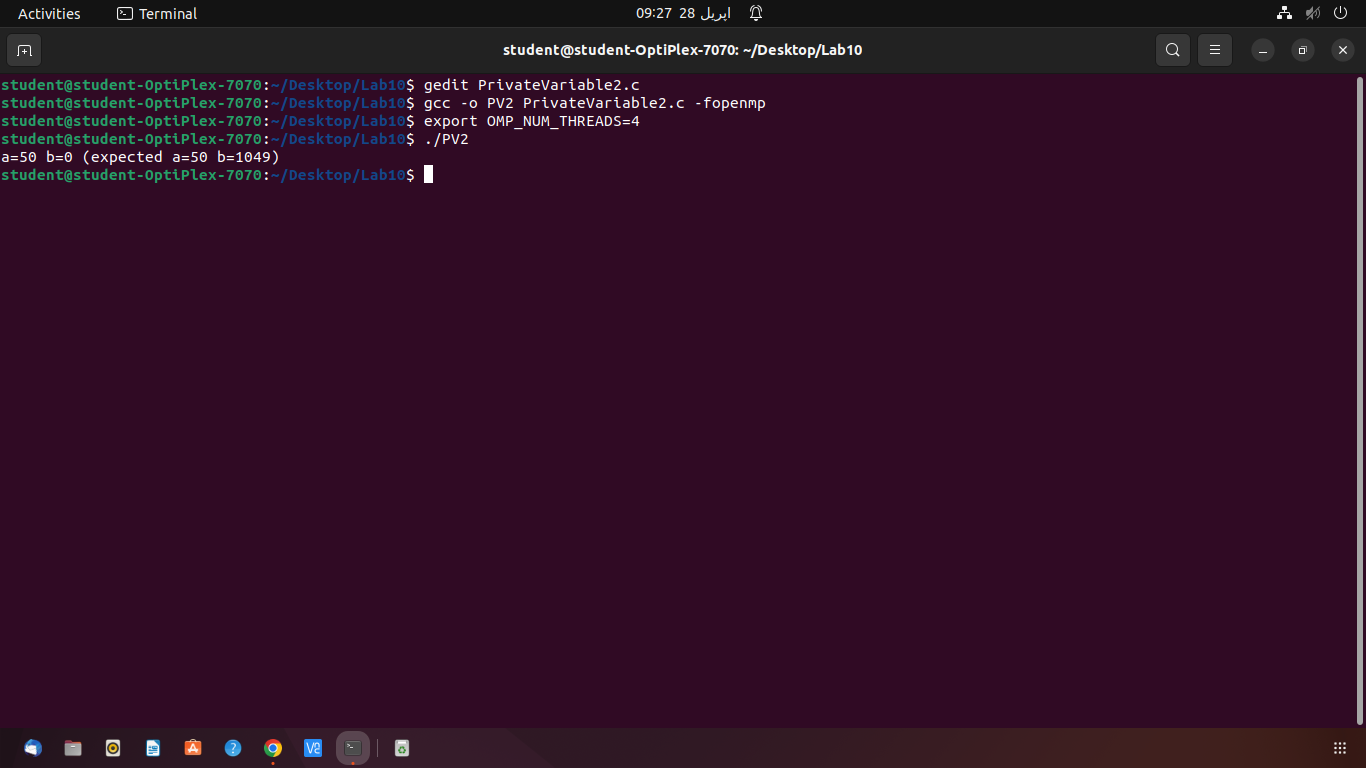 Activities
Terminal
09:27 28 اپریل
student@student-OptiPlex-7070: ~/Desktop/Lab10
student@student-OptiPlex-7070:~/Desktop/Lab10$ gedit PrivateVariable2.c
student@student-OptiPlex-7070:~/Desktop/Lab10$ gcc -o PV2 PrivateVariable2.c -fopenmp
student@student-OptiPlex-7070:~/Desktop/Lab10$ export OMP_NUM_THREADS=4
student@student-OptiPlex-7070:~/Desktop/Lab10$ ./PV2
a=50 b=0 (expected a=50 b=1049)
student@student-OptiPlex-7070:~/Desktop/Lab10$